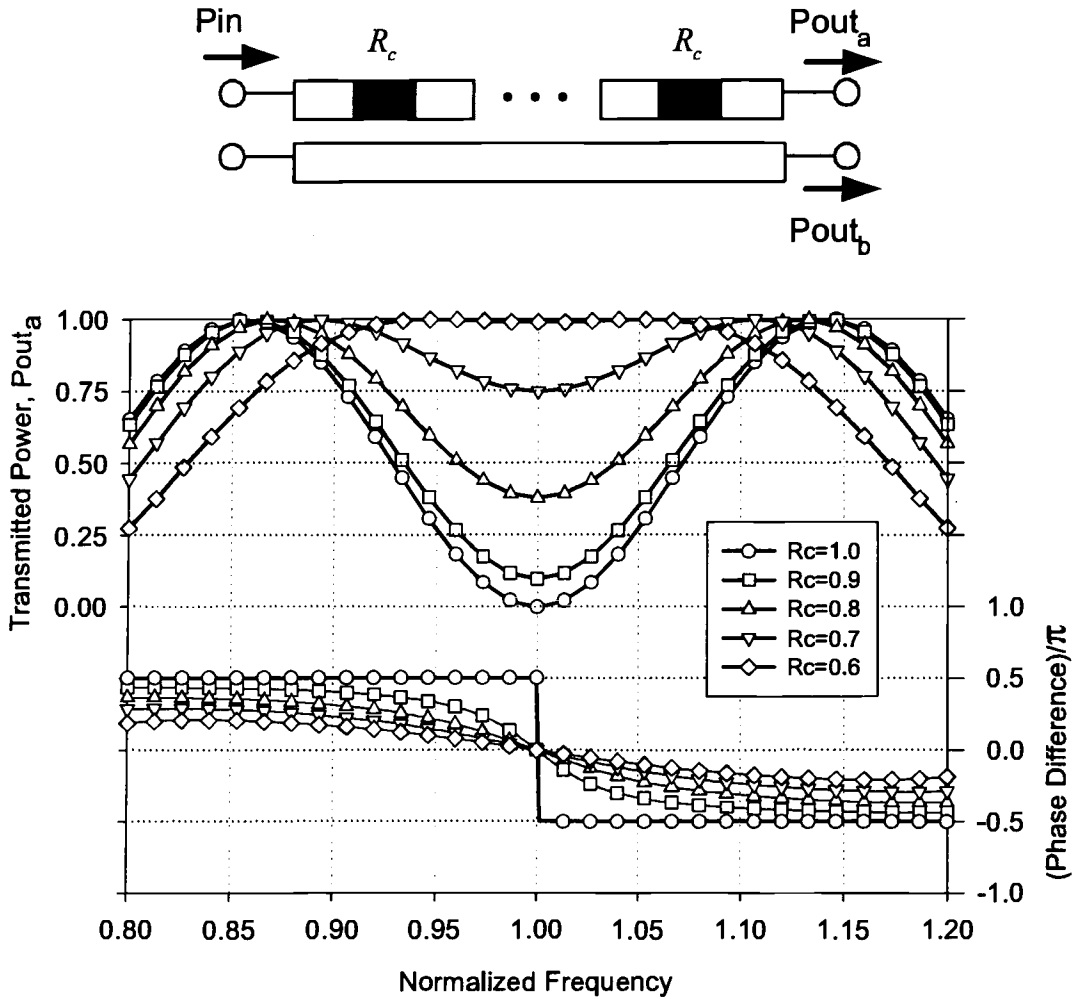 Pin
Pout_a
R_c
R_c
Pout_b
Transmitted Power, Pout_a
1.00
0.75
0.50
0.25
0.00
Rc=1.0
Rc=0.9
Rc=0.8
Rc=0.7
Rc=0.6
1.0
0.5
0.0
-0.5
-1.0
(Phase Difference)/π
0.80
0.85
0.90
0.95
1.00
1.05
1.10
1.15
1.20
Normalized Frequency